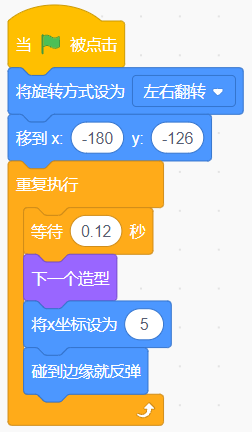 当 被点击
将旋转方式设为 左右翻转
移到 x: -180 y: -126
重复执行
等待 0.12 秒
下一个造型
将x坐标设为 5
碰到边缘就反弹